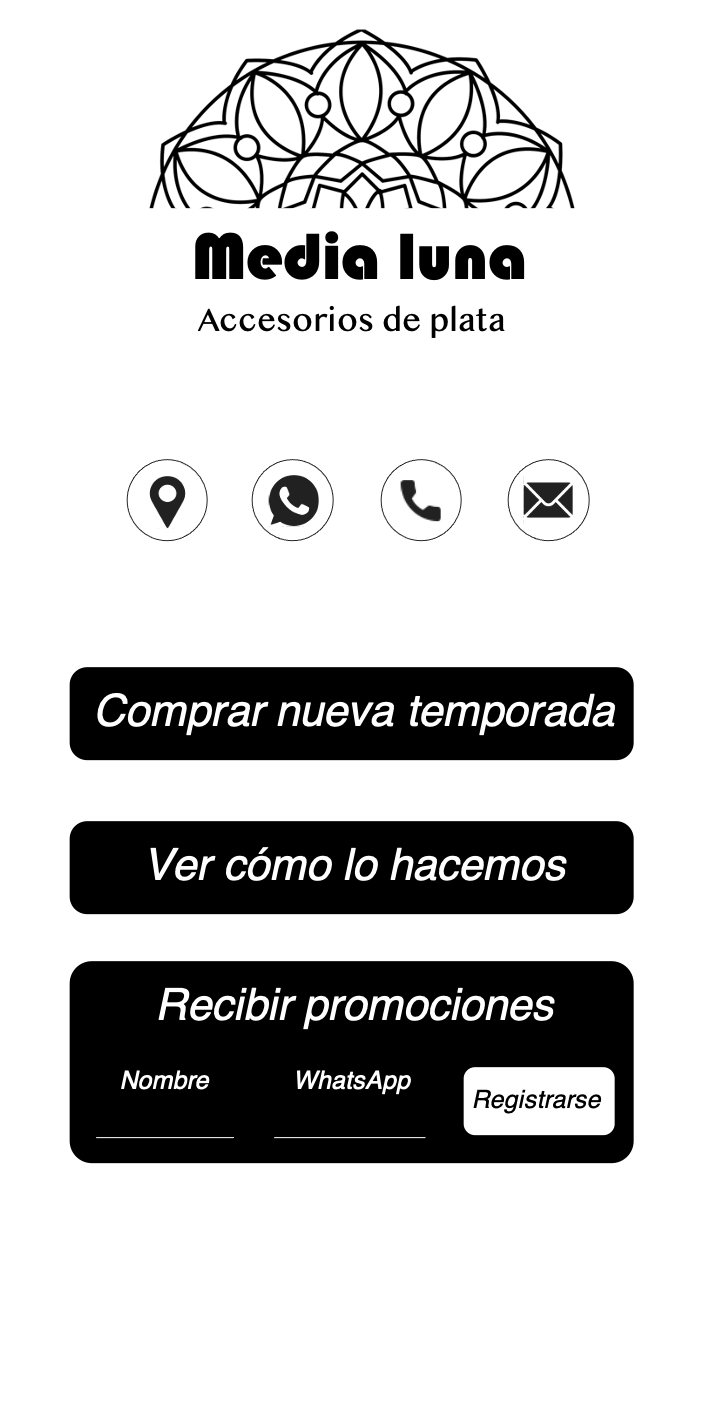 Media luna
Accesorios de plata
Comprar nueva temporada
Ver cómo lo hacemos
Recibir promociones
Nombre WhatsApp Registrarse